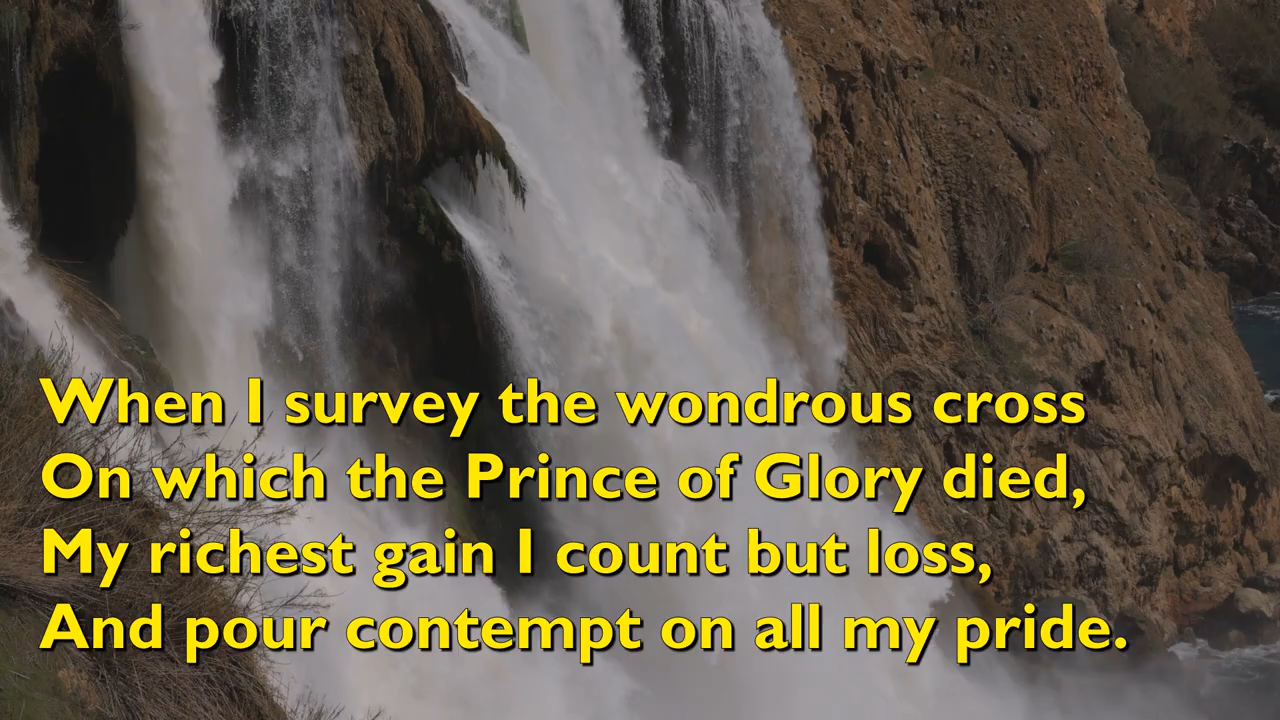 When I survey the wondrous cross
On which the Prince of Glory died,
My richest gain I count but loss,
And pour contempt on all my pride.